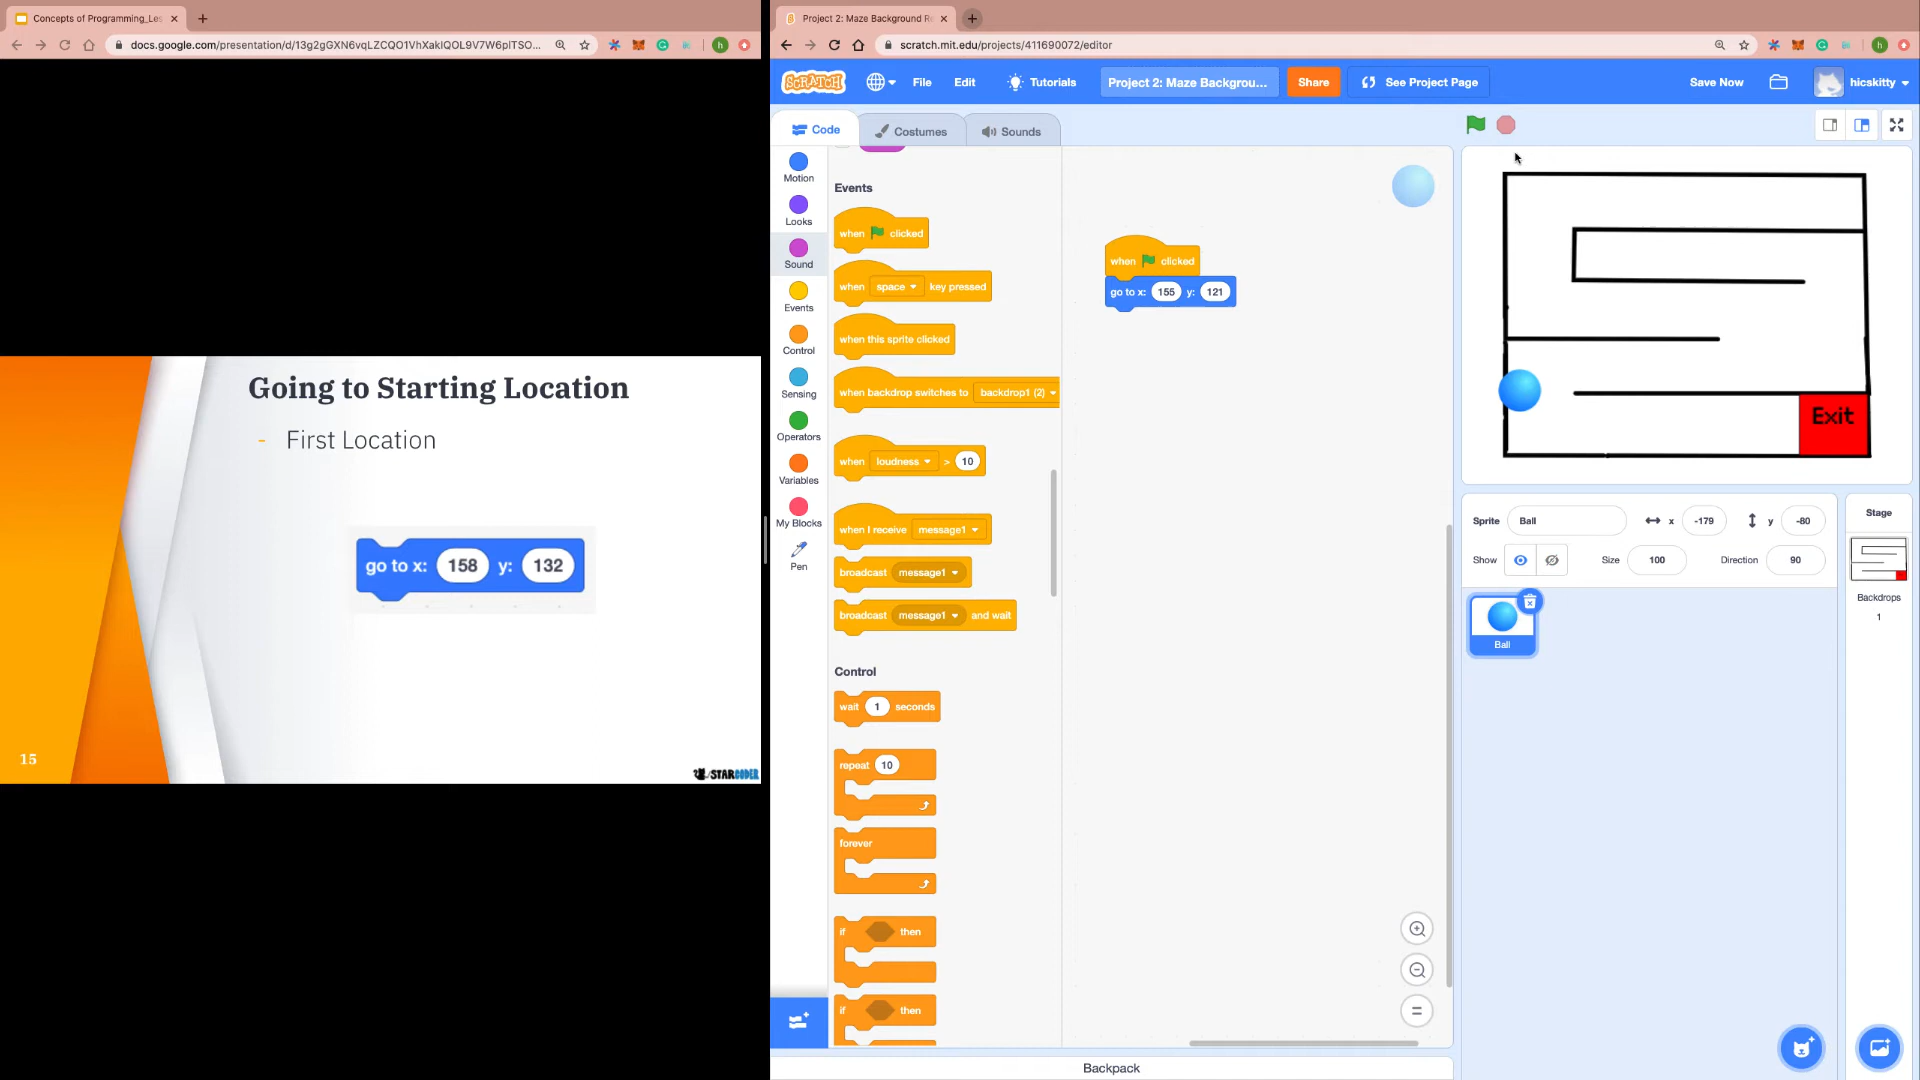 Concepts of Programming_Les
docs.google.com/presentation/d/13g2gGXN6vqLZCQO1VhXaklQOL9V7W6plTSO...
h
Going to Starting Location
- First Location
go to x: 158 y: 132
15
STARCODER
Project 2: Maze Background Re
scratch.mit.edu/projects/411690072/editor
h
SCRATCH
File
Edit
Tutorials
Project 2: Maze Backgrou...
Share
See Project Page
Save Now
hicskitty
Code
Costumes
Sounds
Motion
Looks
Sound
Events
Control
Sensing
Operators
Variables
My Blocks
Pen
Events
when clicked
when space key pressed
when this sprite clicked
when backdrop switches to backdrop1 (2)
when loudness > 10
when I receive message1
broadcast message1
broadcast message1 and wait
Control
wait 1 seconds
repeat 10
forever
if then
if then
when clicked
go to x: 155 y: 121
Exit
Sprite Ball x -179 y -80
Show Size 100 Direction 90
Ball
Stage
Backdrops
1
Backpack